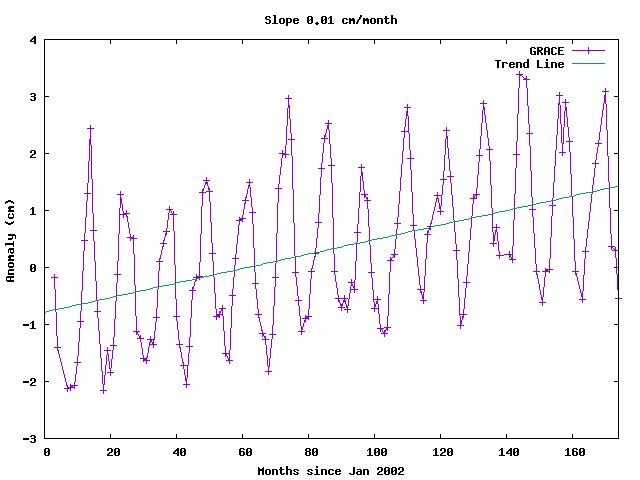 Slope 0.01 cm/month
GRACE
Trend Line
4
3
2
1
0
-1
-2
-3
Anomaly (cm)
0 20 40 60 80 100 120 140 160
Months since Jan 2002